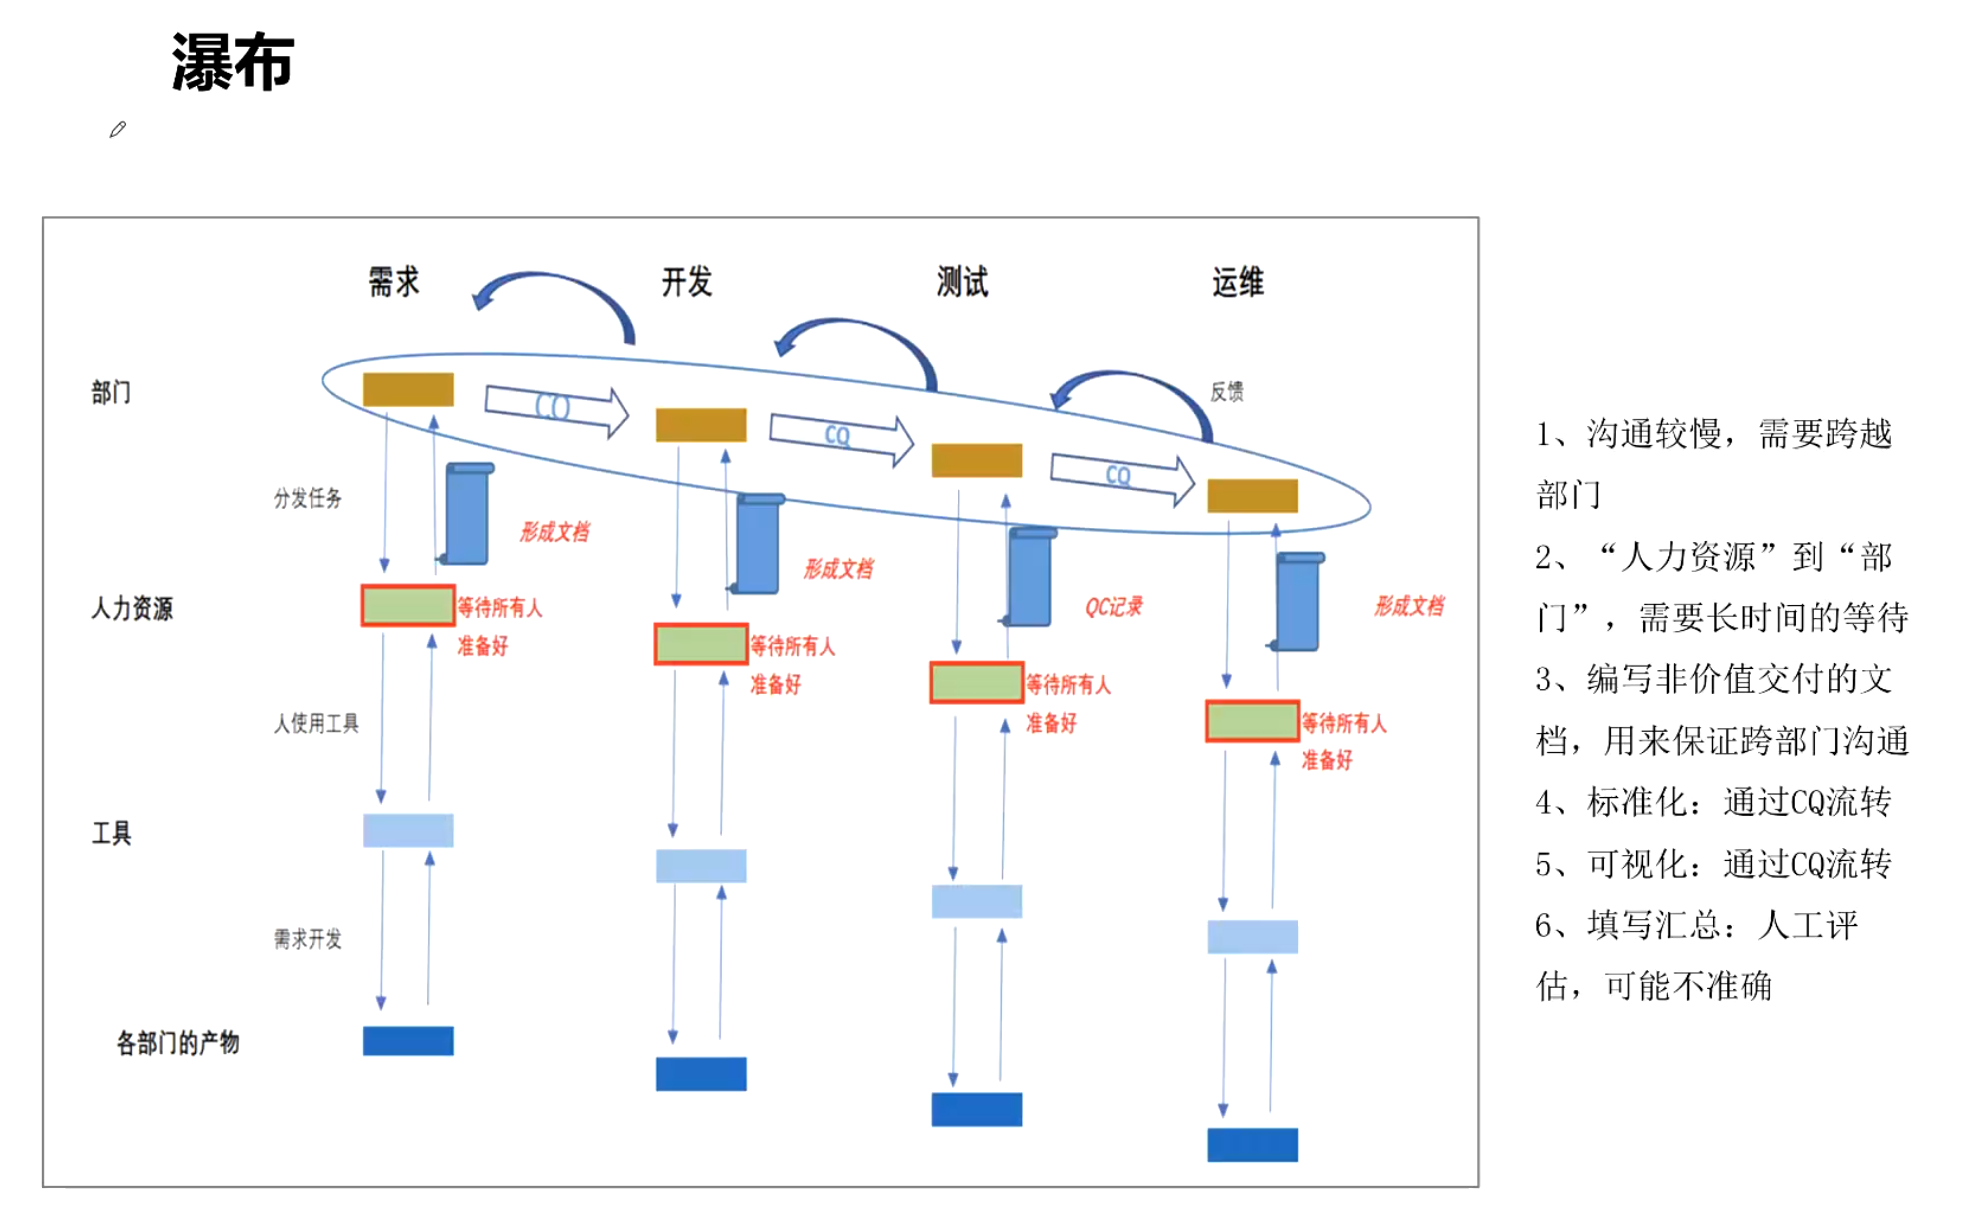 瀑布
需求
开发
测试
运维
部门
CQ
CQ
CQ
反馈
分发任务
形成文档
形成文档
QC记录
形成文档
人力资源
等待所有人
准备好
等待所有人
准备好
等待所有人
准备好
等待所有人
准备好
人使用工具
工具
需求开发
各部门的产物
1、沟通较慢，需要跨越
部门
2、“人力资源”到“部
门”，需要长时间的等待
3、编写非价值交付的文
档，用来保证跨部门沟通
4、标准化：通过CQ流转
5、可视化：通过CQ流转
6、填写汇总：人工评
估，可能不准确